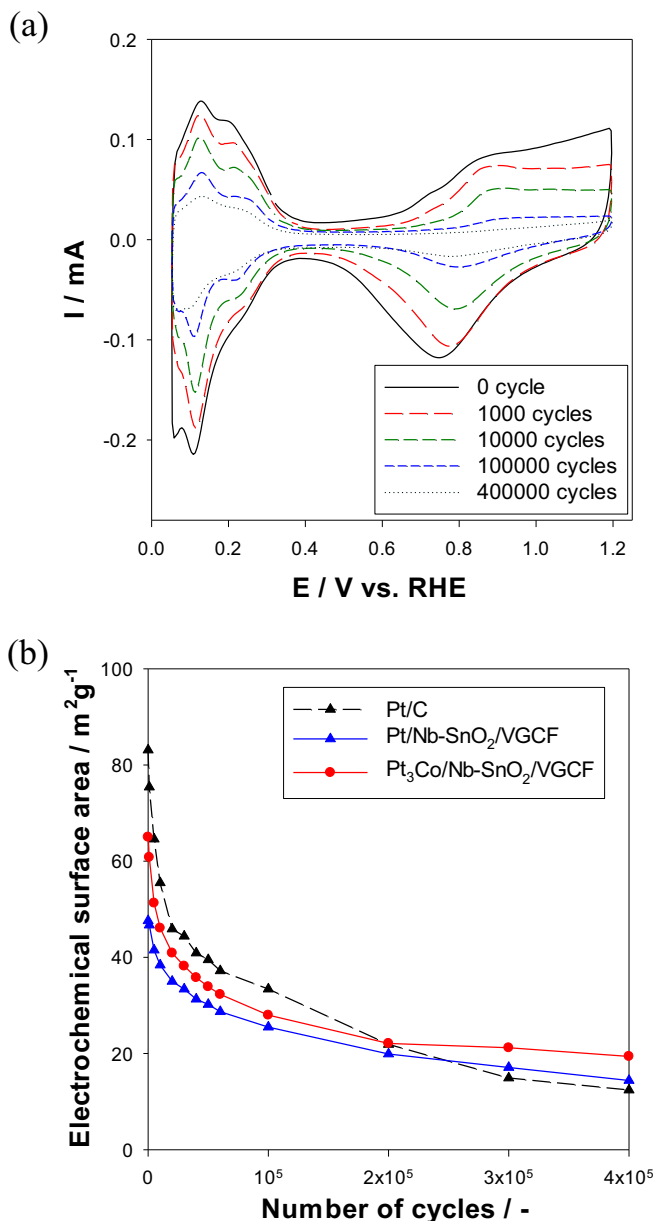 (a)
0.2
0.1
0.0
-0.1
-0.2
I / mA
0 cycle
1000 cycles
10000 cycles
100000 cycles
400000 cycles
0.0 0.2 0.4 0.6 0.8 1.0 1.2
E / V vs. RHE
(b)
100
80
60
40
20
0
Electrochemical surface area / m²g⁻¹
Pt/C
Pt/Nb-SnO₂/VGCF
Pt₃Co/Nb-SnO₂/VGCF
0 10⁵ 2x10⁵ 3x10⁵ 4x10⁵
Number of cycles / -